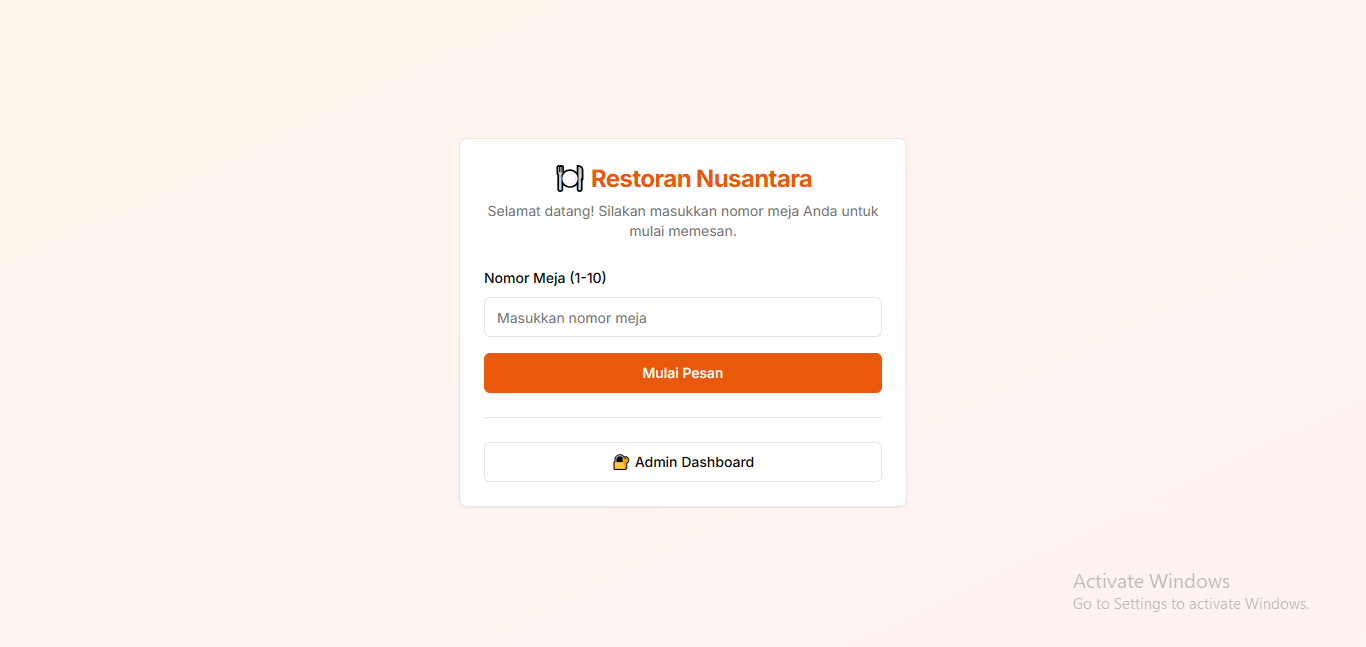 Restoran Nusantara
Selamat datang! Silakan masukkan nomor meja Anda untuk
mulai memesan.
Nomor Meja (1-10)
Masukkan nomor meja
Mulai Pesan
Admin Dashboard
Activate Windows
Go to Settings to activate Windows.